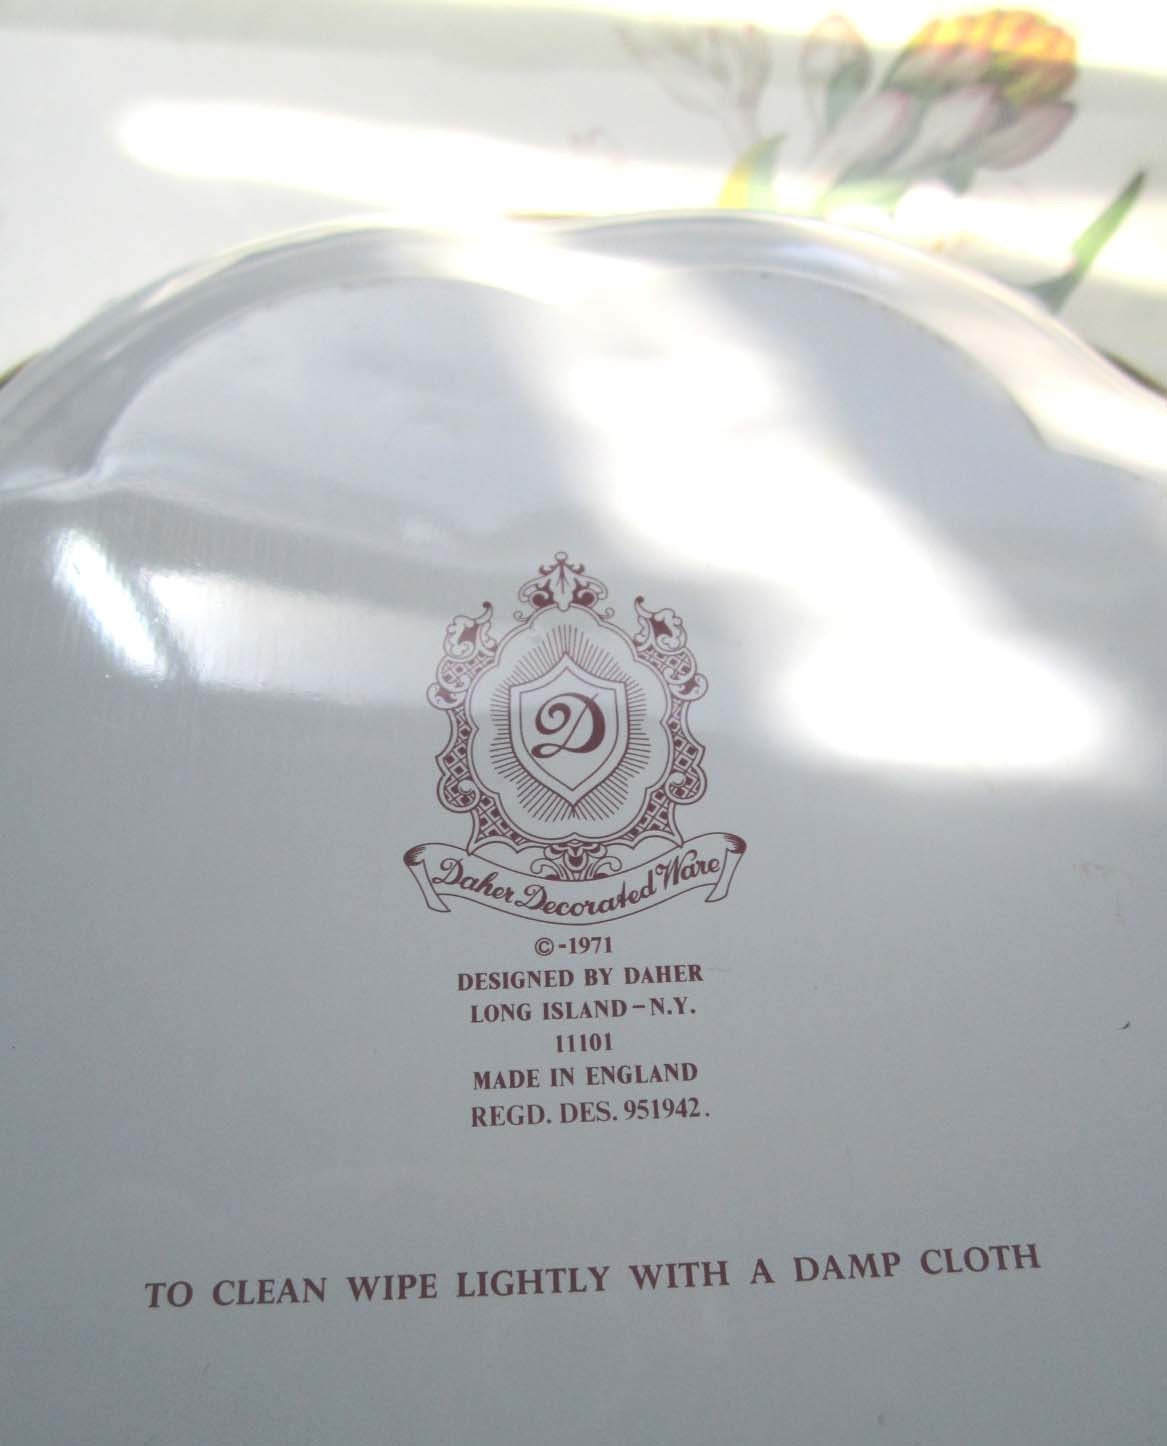 D
Daher Decorated Ware
©-1971
DESIGNED BY DAHER
LONG ISLAND-N.Y.
11101
MADE IN ENGLAND
REGD. DES. 951942.
TO CLEAN WIPE LIGHTLY WITH A DAMP CLOTH